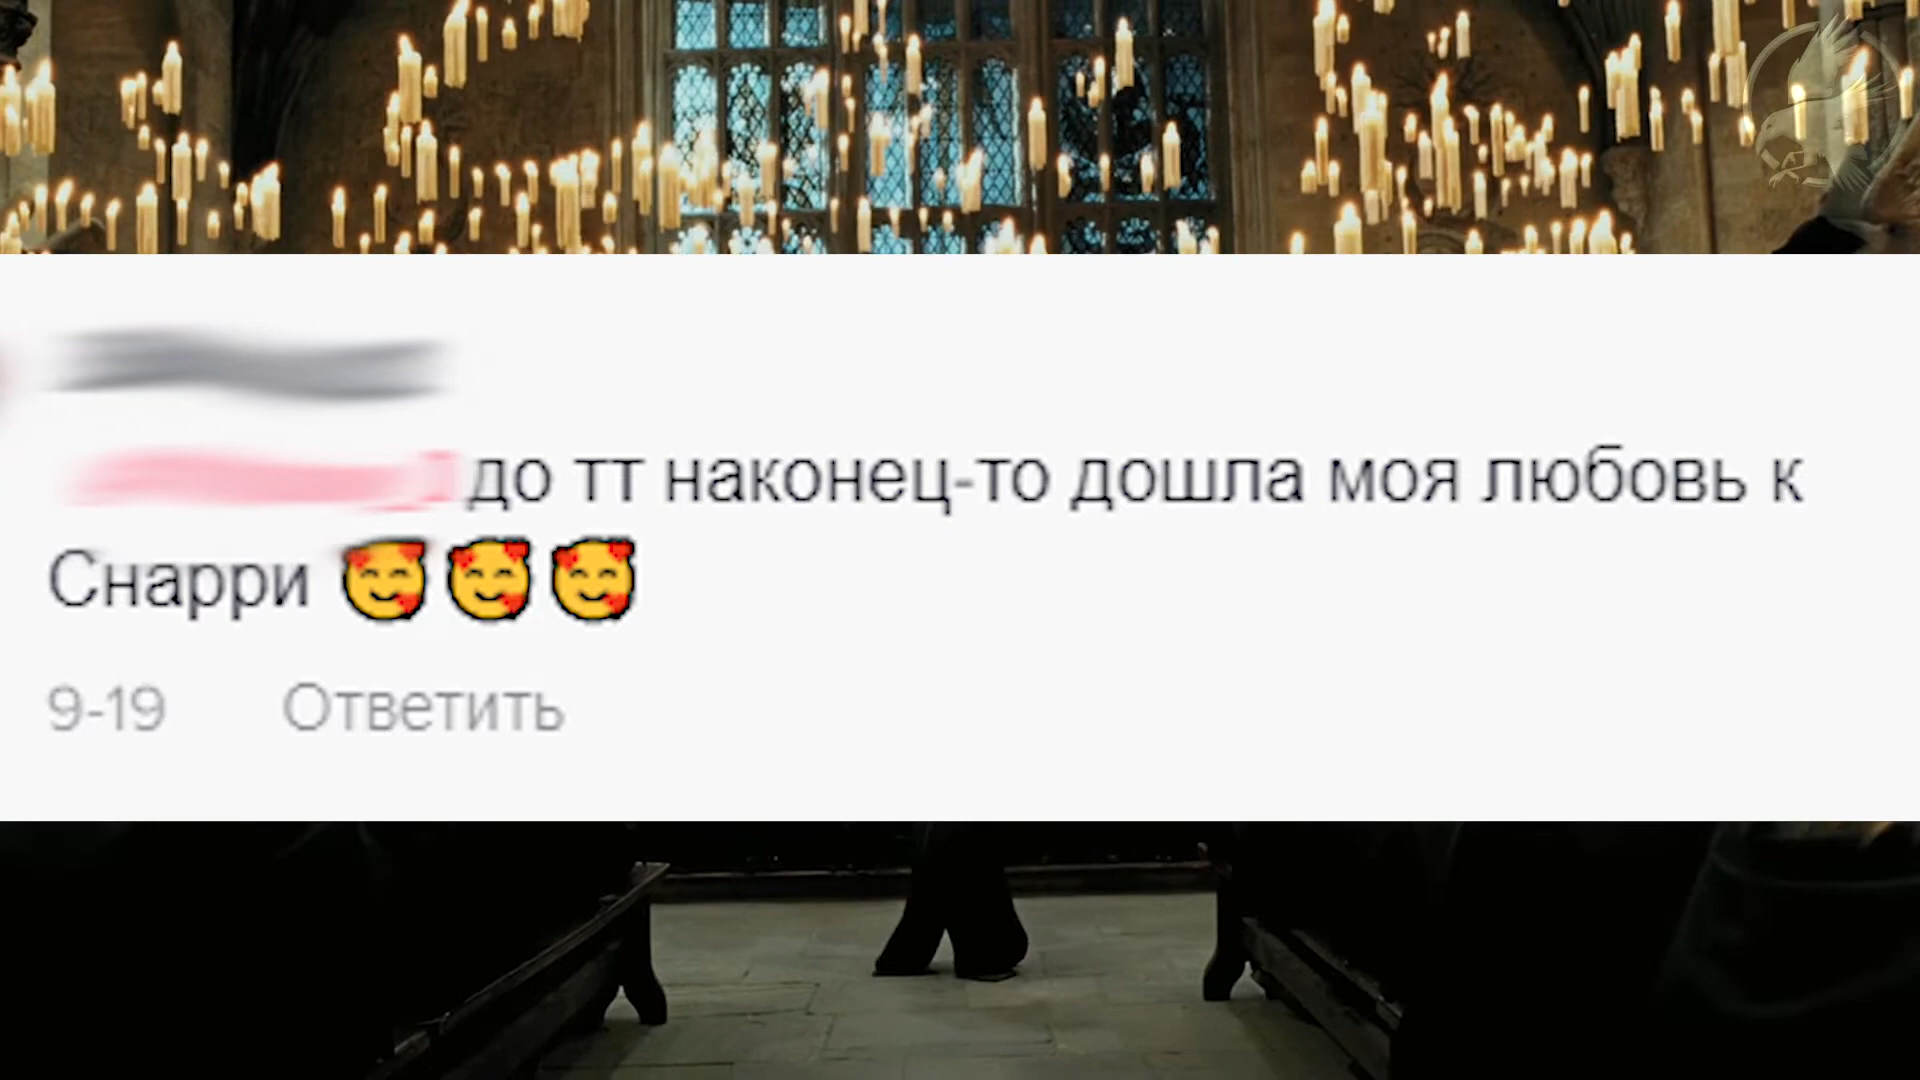 до тт наконец-то дошла моя любовь к
Снарри 🥰 🥰 🥰
9-19 Ответить